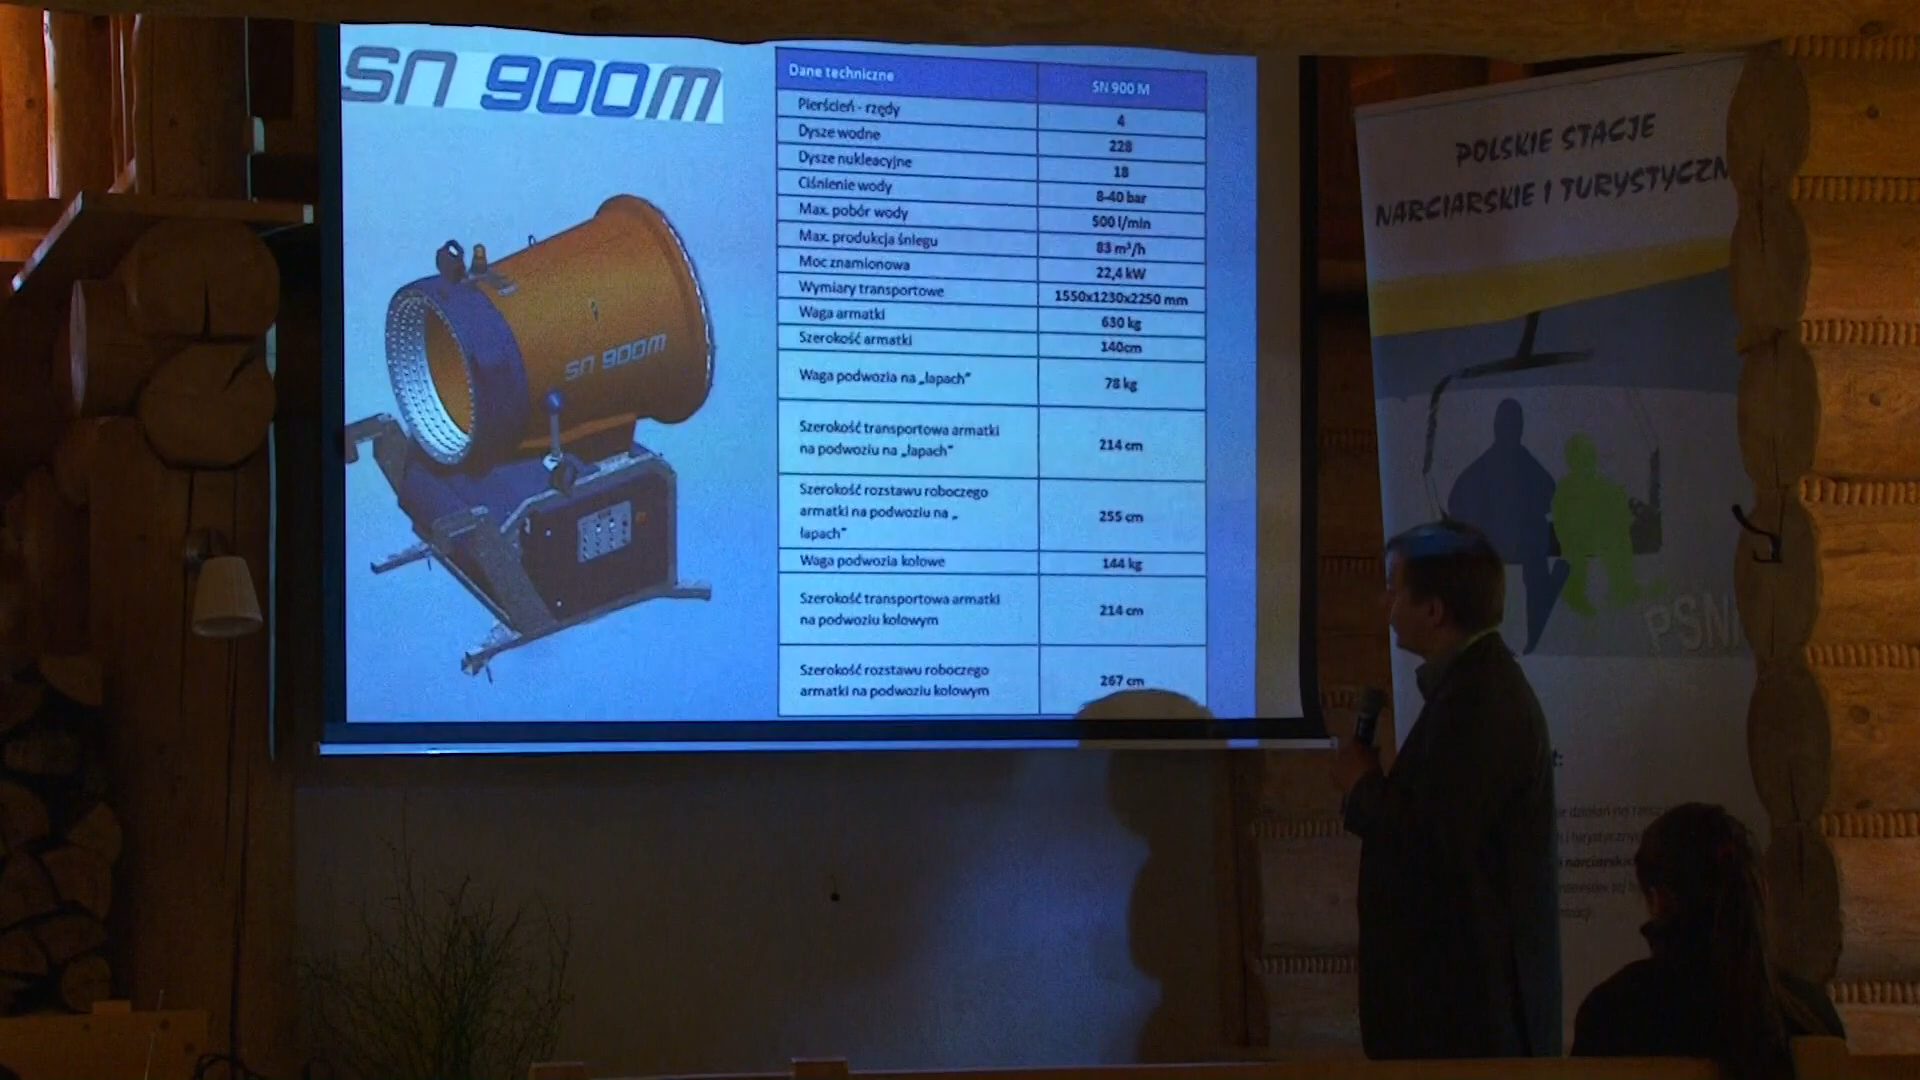 SN 900M
Dane techniczne SN 900 M
Pierścień - rzędy 4
Dysze wodne 228
Dysze nukleacyjne 18
Ciśnienie wody 8-40 bar
Max. pobór wody 500 l/min
Max. produkcja śniegu 83 m³/h
Moc znamionowa 22,4 kW
Wymiary transportowe 1550x1230x2250 mm
Waga armatki 630 kg
Szerokość armatki 140cm
Waga podwozia na „łapach” 78 kg
Szerokość transportowa armatki
na podwoziu na „łapach” 214 cm
Szerokość rozstawu roboczego
armatki na podwoziu na „ 255 cm
łapach”
Waga podwozia kołowe 144 kg
Szerokość transportowa armatki
na podwoziu kołowym 214 cm
Szerokość rozstawu roboczego
armatki na podwoziu kołowym 267 cm
SN 900M
POLSKIE STACJE
NARCIARSKIE I TURYSTYCZN
PSN